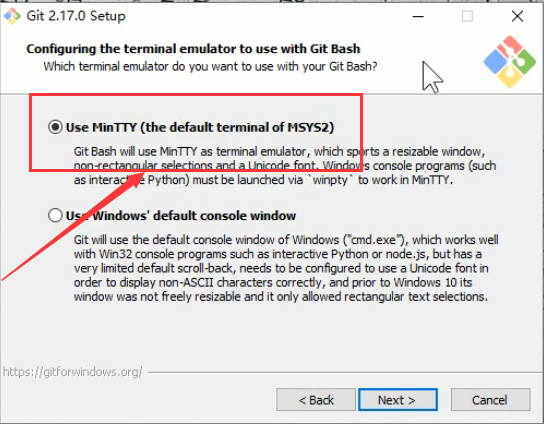 Git 2.17.0 Setup
Configuring the terminal emulator to use with Git Bash
Which terminal emulator do you want to use with your Git Bash?
Use MinTTY (the default terminal of MSYS2)
Git Bash will use MinTTY as terminal emulator, which sports a resizable window,
non-rectangular selections and a Unicode font. Windows console programs (such
as interactive Python) must be launched via `winpty` to work in MinTTY.
Use Windows' default console window
Git will use the default console window of Windows ("cmd.exe"), which works well
with Win32 console programs such as interactive Python or node.js, but has a
very limited default scroll-back, needs to be configured to use a Unicode font in
order to display non-ASCII characters correctly, and prior to Windows 10 its
window was not freely resizable and it only allowed rectangular text selections.
https://gitforwindows.org/
< Back
Next >
Cancel